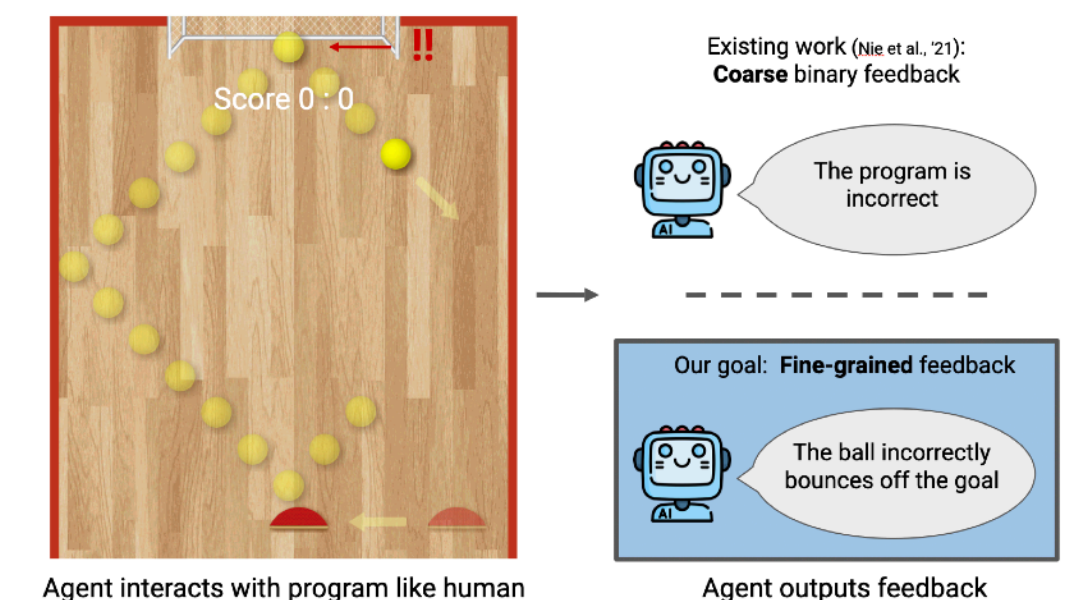 !!
Score 0 : 0
Agent interacts with program like human
Existing work (Nie et al., '21):
Coarse binary feedback
The program is
incorrect
AI
Our goal: Fine-grained feedback
The ball incorrectly
bounces off the goal
AI
Agent outputs feedback